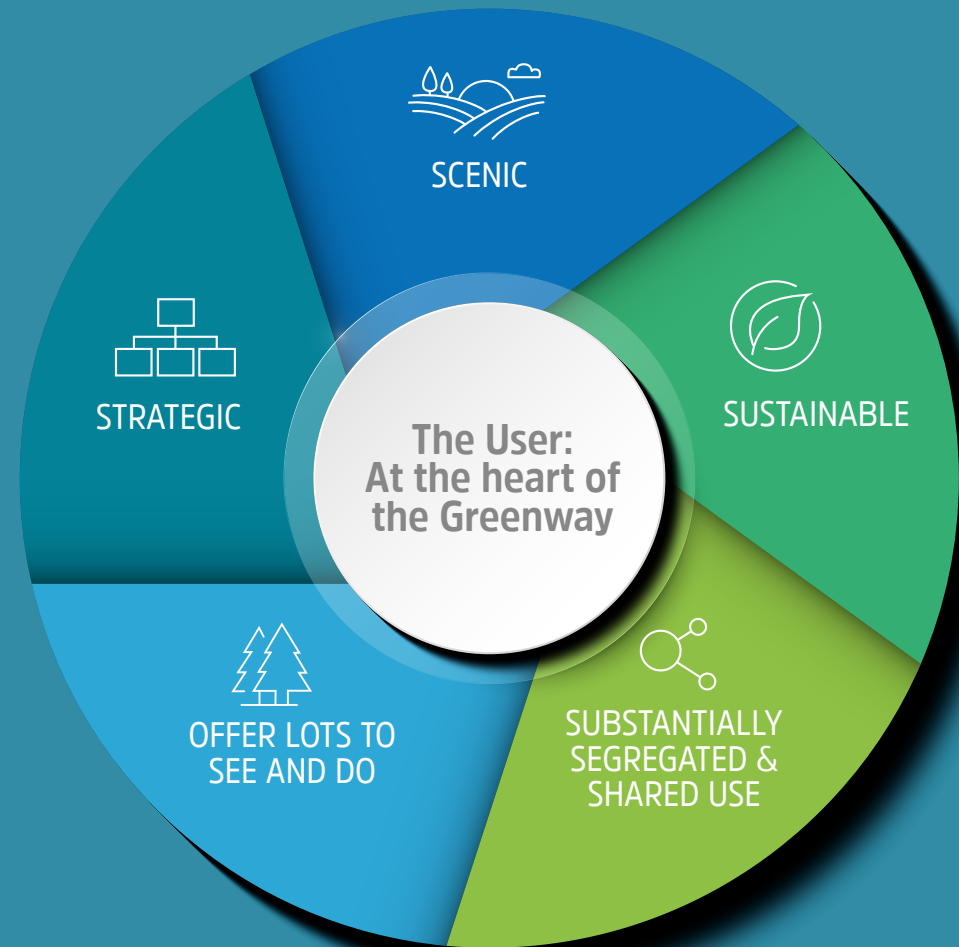 SCENIC
SUSTAINABLE
SUBSTANTIALLY
SEGREGATED &
SHARED USE
OFFER LOTS TO
SEE AND DO
STRATEGIC
The User:
At the heart of
the Greenway